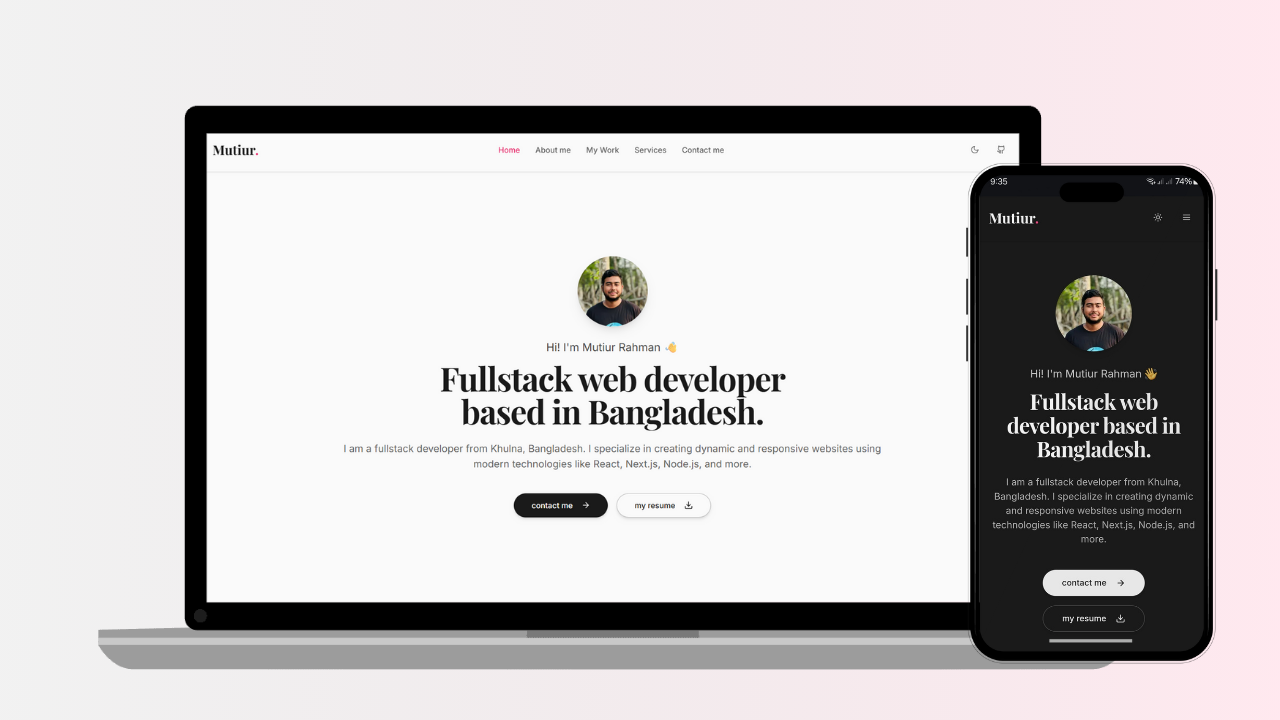 Mutiur.
Home About me My Work Services Contact me
Hi! I'm Mutiur Rahman 👋
Fullstack web developer
based in Bangladesh.
I am a fullstack developer from Khulna, Bangladesh. I specialize in creating dynamic and responsive websites using
modern technologies like React, Next.js, Node.js, and more.
contact me →
my resume
9:35
74%
Mutiur.
Hi! I'm Mutiur Rahman 👋
Fullstack web
developer based in
Bangladesh.
I am a fullstack developer from Khulna,
Bangladesh. I specialize in creating dynamic
and responsive websites using modern
technologies like React, Next.js, Node.js, and
more.
contact me →
my resume